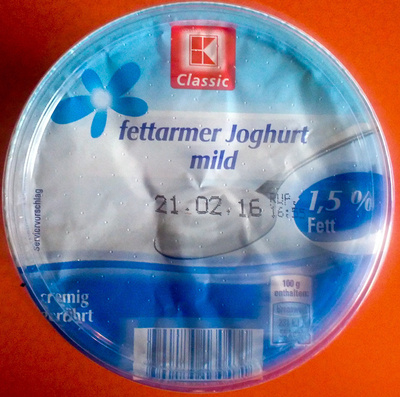 K
Classic
fettarmer Joghurt
mild
21.02.16
1,5 %
Fett
Serviervorschlag
100 g
enthalten:
cremig
gerührt